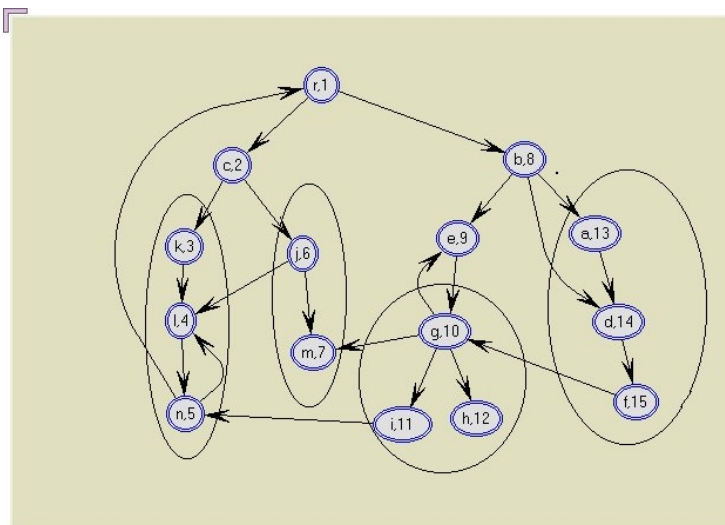 r,1
c,2
b,8
k,3
j,6
e,9
a,13
l,4
m,7
g,10
d,14
n,5
i,11
h,12
f,15